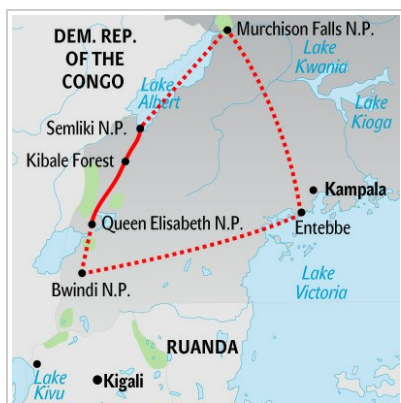 Murchison Falls N.P.
DEM. REP.
OF THE
CONGO
Lake
Kwania
Lake
Albert
Lake
Kioga
Semliki N.P.
Kibale Forest
Kampala
Queen Elisabeth N.P.
Entebbe
Bwindi N.P.
Lake
Victoria
RUANDA
Lake
Kivu
Kigali